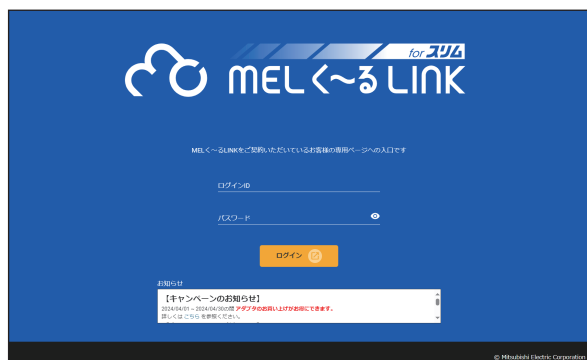 for スリム
MELく〜るLINK
MELく〜るLINKをご契約いただいているお客様の専用ページへの入口です
ログインID
パスワード
ログイン
お知らせ
【キャンペーンのお知らせ】
2024/04/01 ~ 2024/04/30の間 アダプタのお買い上げがお得にできます。
詳しくは こちら を参照ください。
© Mitsubishi Electric Corporation